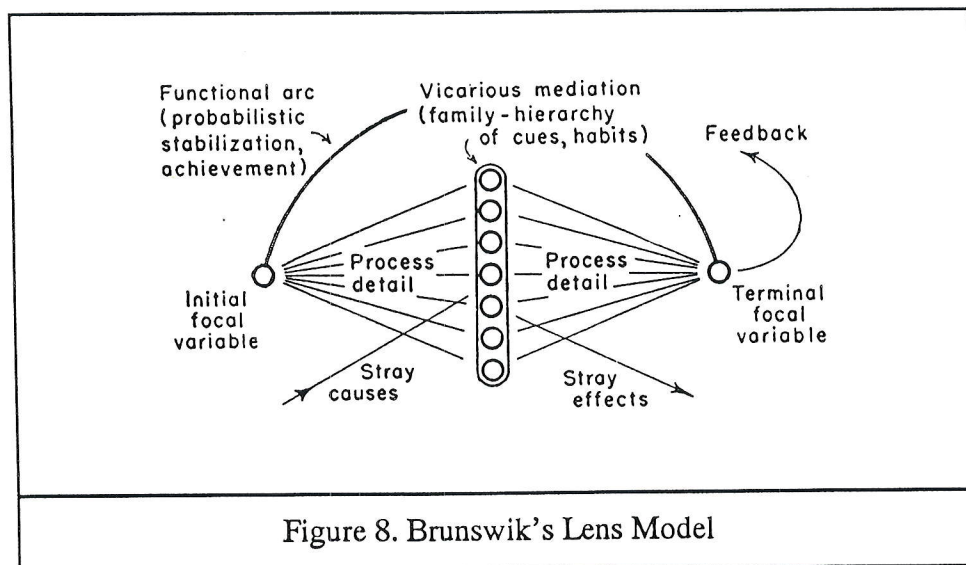 Functional arc
(probabilistic
stabilization,
achievement)
Vicarious mediation
(family-hierarchy
of cues, habits)
Feedback
Process
detail
Process
detail
Initial
focal
variable
Terminal
focal
variable
Stray
causes
Stray
effects
Figure 8. Brunswik's Lens Model